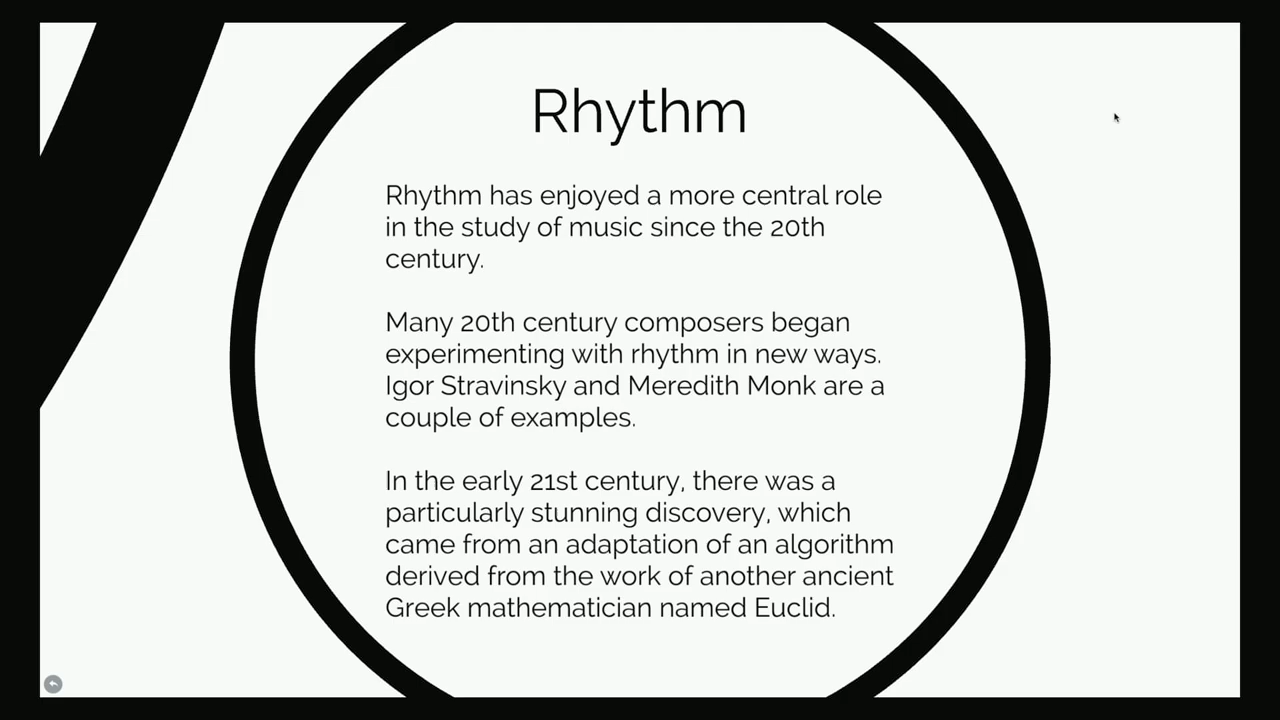 Rhythm
Rhythm has enjoyed a more central role
in the study of music since the 20th
century.
Many 20th century composers began
experimenting with rhythm in new ways.
Igor Stravinsky and Meredith Monk are a
couple of examples.
In the early 21st century, there was a
particularly stunning discovery, which
came from an adaptation of an algorithm
derived from the work of another ancient
Greek mathematician named Euclid.